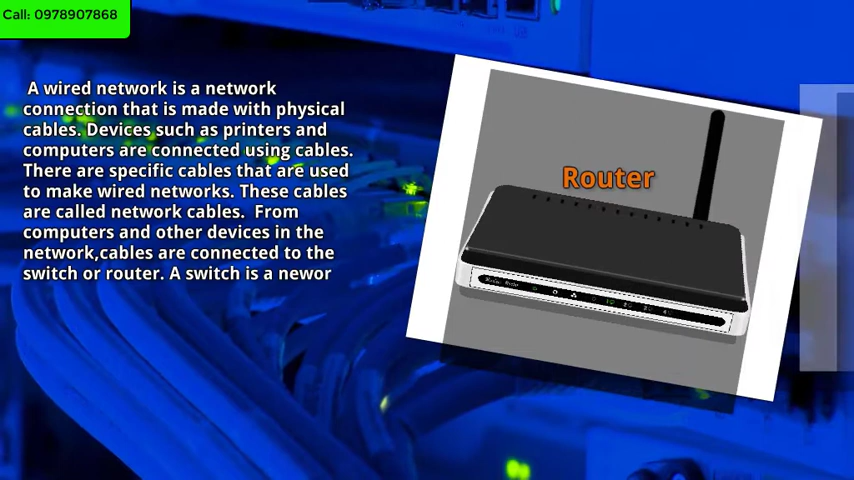 Call: 0978907868
A wired network is a network
connection that is made with physical
cables. Devices such as printers and
computers are connected using cables.
There are specific cables that are used
to make wired networks. These cables
are called network cables.  From
computers and other devices in the
network,cables are connected to the
switch or router. A switch is a newor
Router